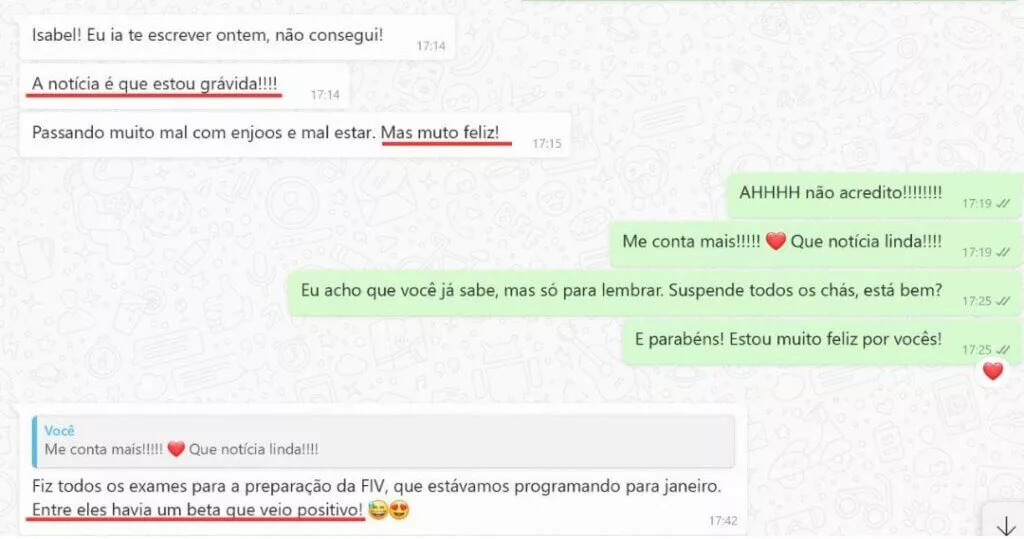 Isabel! Eu ia te escrever ontem, não consegui!
17:14
A notícia é que estou grávida!!!!
17:14
Passando muito mal com enjoos e mal estar. Mas muto feliz!
17:15
AHHHH não acredito!!!!!!!!
17:19
Me conta mais!!!!! ❤️ Que notícia linda!!!!
17:19
Eu acho que você já sabe, mas só para lembrar. Suspende todos os chás, está bem?
17:25
E parabéns! Estou muito feliz por vocês!
17:25
Você
Me conta mais!!!!! ❤️ Que notícia linda!!!!
Fiz todos os exames para a preparação da FIV, que estávamos programando para janeiro.
Entre eles havia um beta que veio positivo! 😅😍
17:42